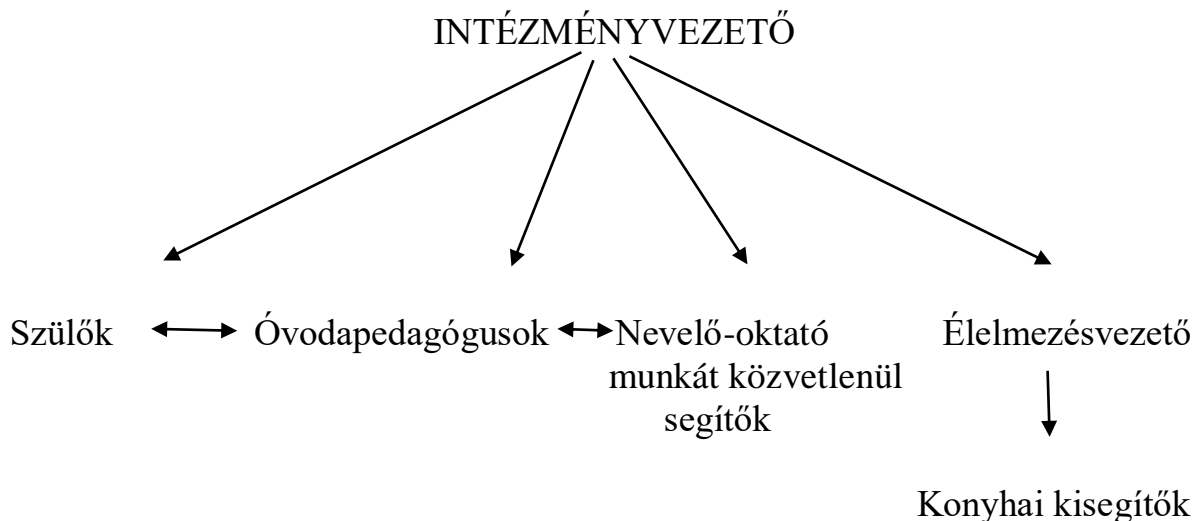 INTÉZMÉNYVEZETŐ
Szülők Óvodapedagógusok Nevelő-oktató Élelmezésvezető
munkát közvetlenül
segítők
Konyhai kisegítők